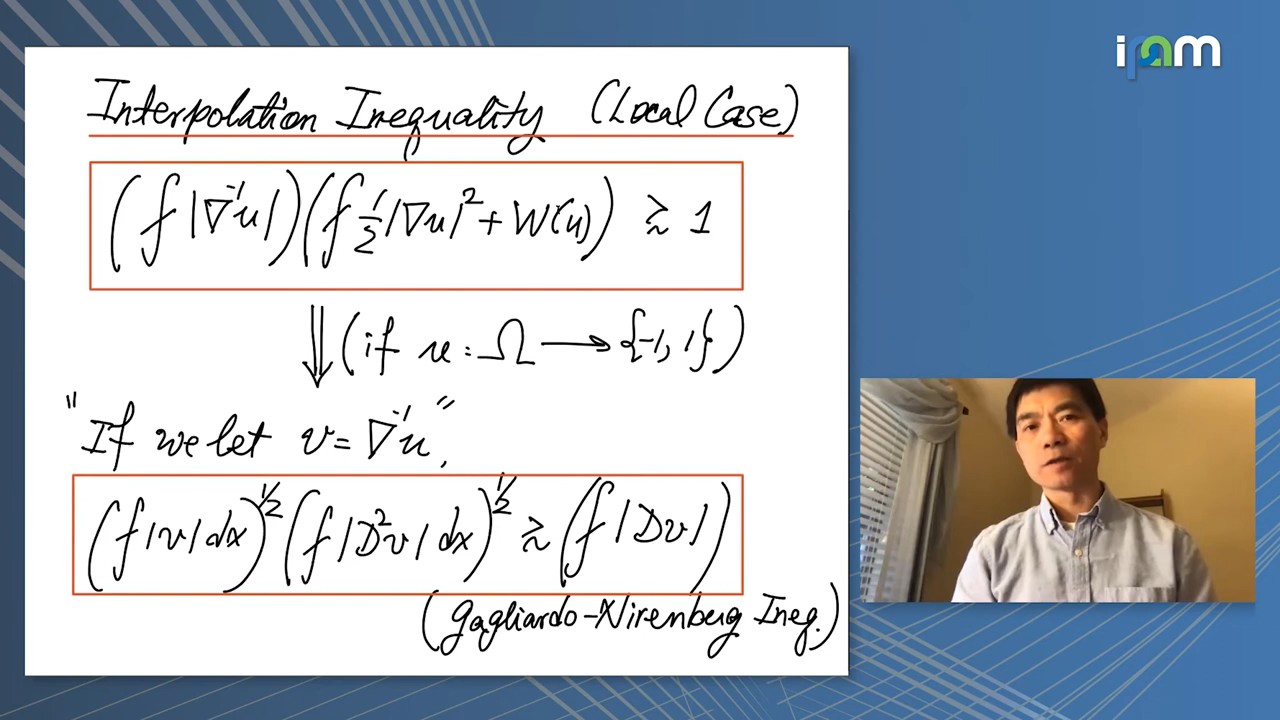 ipam
Interpolation Inequality (Local Case)
(⨍ |∇⁻¹u|)(⨍ ½|∇u|² + W(u)) ≳ 1
⇓ (if u: Ω → {-1, 1})
"If we let v = ∇⁻¹u",
(⨍ |v| dx)^{1/2} (⨍ |D²v| dx)^{1/2} ≳ (⨍ |Dv|)
(Gagliardo-Nirenberg Ineq.)